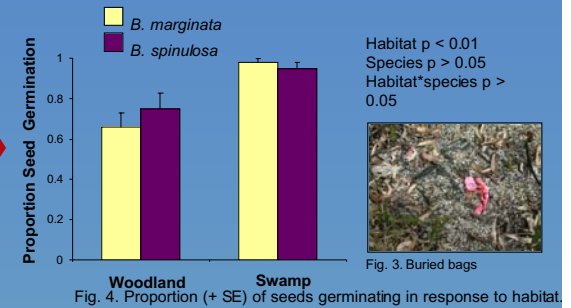 B. marginata
B. spinulosa
Proportion Seed Germination
1
0.8
0.6
0.4
0.2
0
Woodland
Swamp
Habitat p < 0.01
Species p > 0.05
Habitat*species p >
0.05
Fig. 3. Buried bags
Fig. 4. Proportion (+ SE) of seeds germinating in response to habitat.